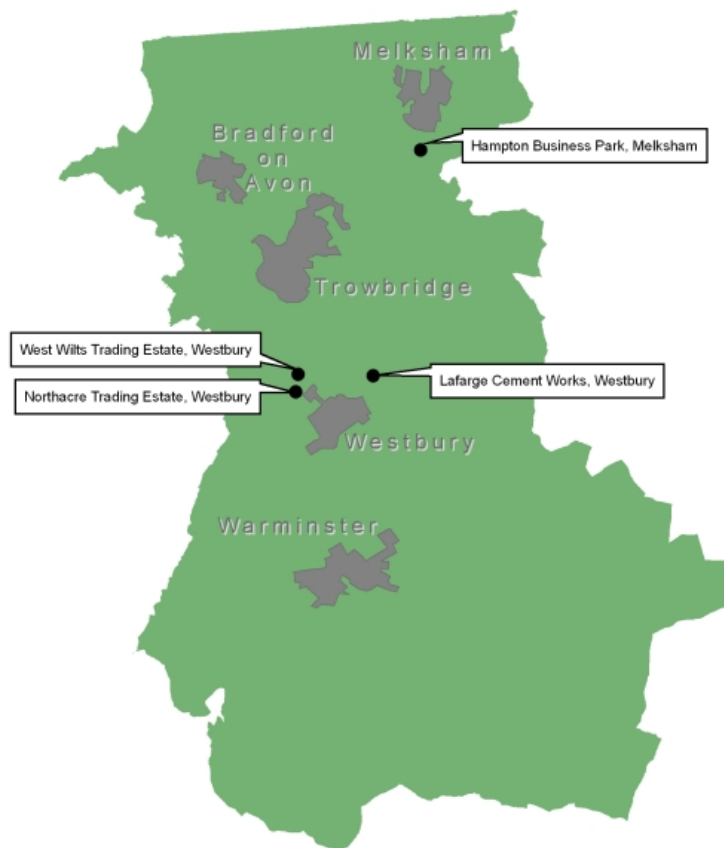 Melksham
Bradford
on
Avon
Hampton Business Park, Melksham
Trowbridge
West Wilts Trading Estate, Westbury
Northacre Trading Estate, Westbury
Lafarge Cement Works, Westbury
Westbury
Warminster